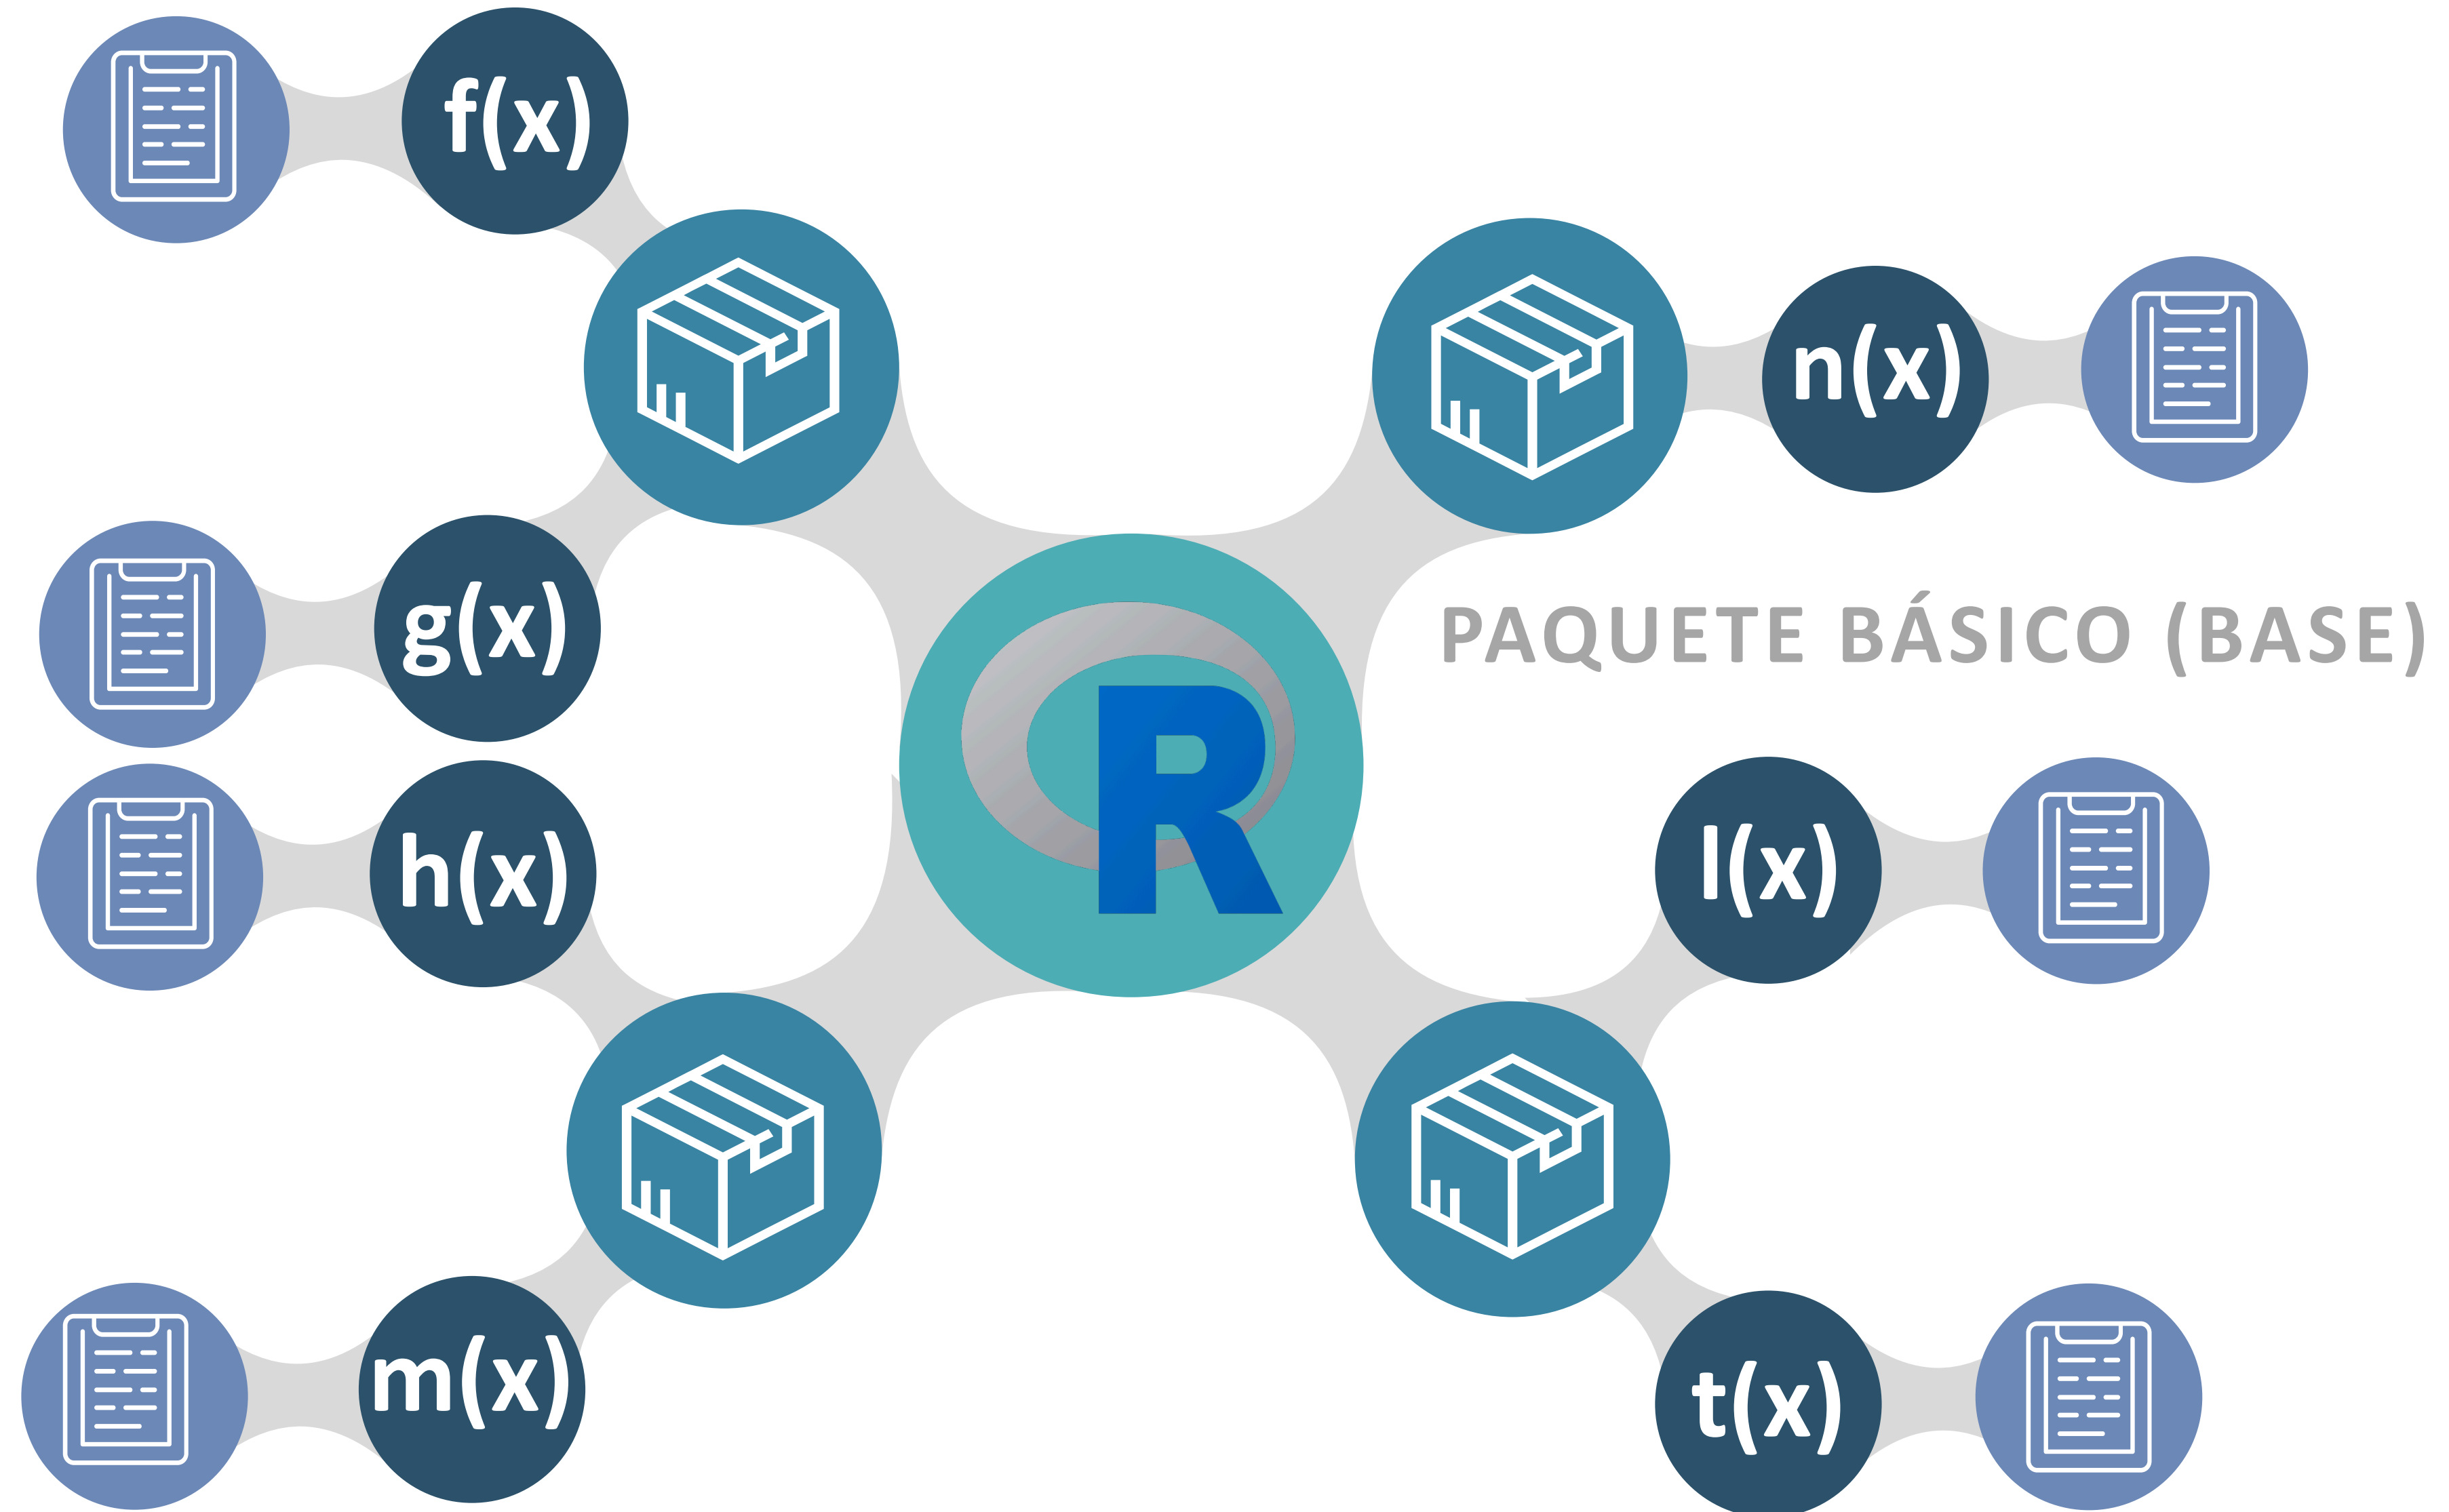 f(x)
n(x)
g(x)
PAQUETE BÁSICO (BASE)
R
h(x)
l(x)
m(x)
t(x)